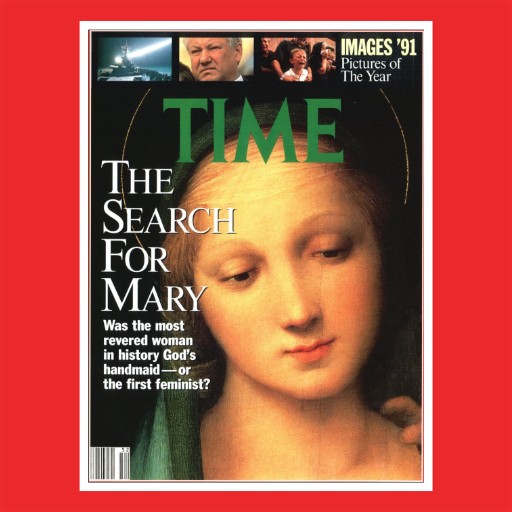 IMAGES '91
Pictures of
The Year
TIME
THE
SEARCH
FOR
MARY
Was the most
revered woman
in history God's
handmaid—or
the first feminist?